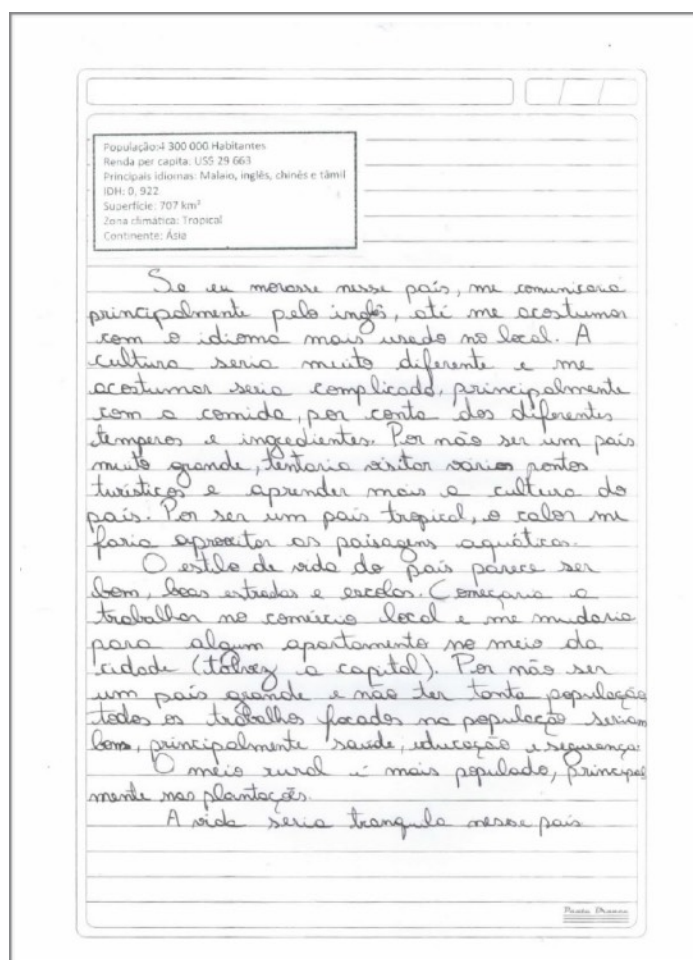 População:4 300 000 Habitantes
Renda per capita: US$ 29 663
Principais idiomas: Malaio, inglês, chinês e tâmil
IDH: 0, 922
Superfície: 707 km²
Zona climática: Tropical
Continente: Ásia
Se eu morasse nesse país, me comunicaria
principalmente pelo inglês, até me acostumar
com o idioma mais usado no local. A
cultura seria muito diferente e me
acostumar seria complicado, principalmente
com a comida, por conta dos diferentes
temperos e ingredientes. Por não ser um país
muito grande, tentaria visitar vários pontos
turísticos e aprender mais a cultura do
país. Por ser um país tropical, o calor me
faria aproveitar as paisagens aquáticas.
O estilo de vida do país parece ser
bom, boas estradas e escolas. Começaria a
trabalhar no comércio local e me mudaria
para algum apartamento no meio da
cidade (talvez a capital). Por não ser
um país grande e não ter tanta população
todos os trabalhos focados na população seriam
bons, principalmente saúde, educação e segurança.
O meio rural é mais populado, principal
mente nas plantações.
A vida seria tranquila nesse país